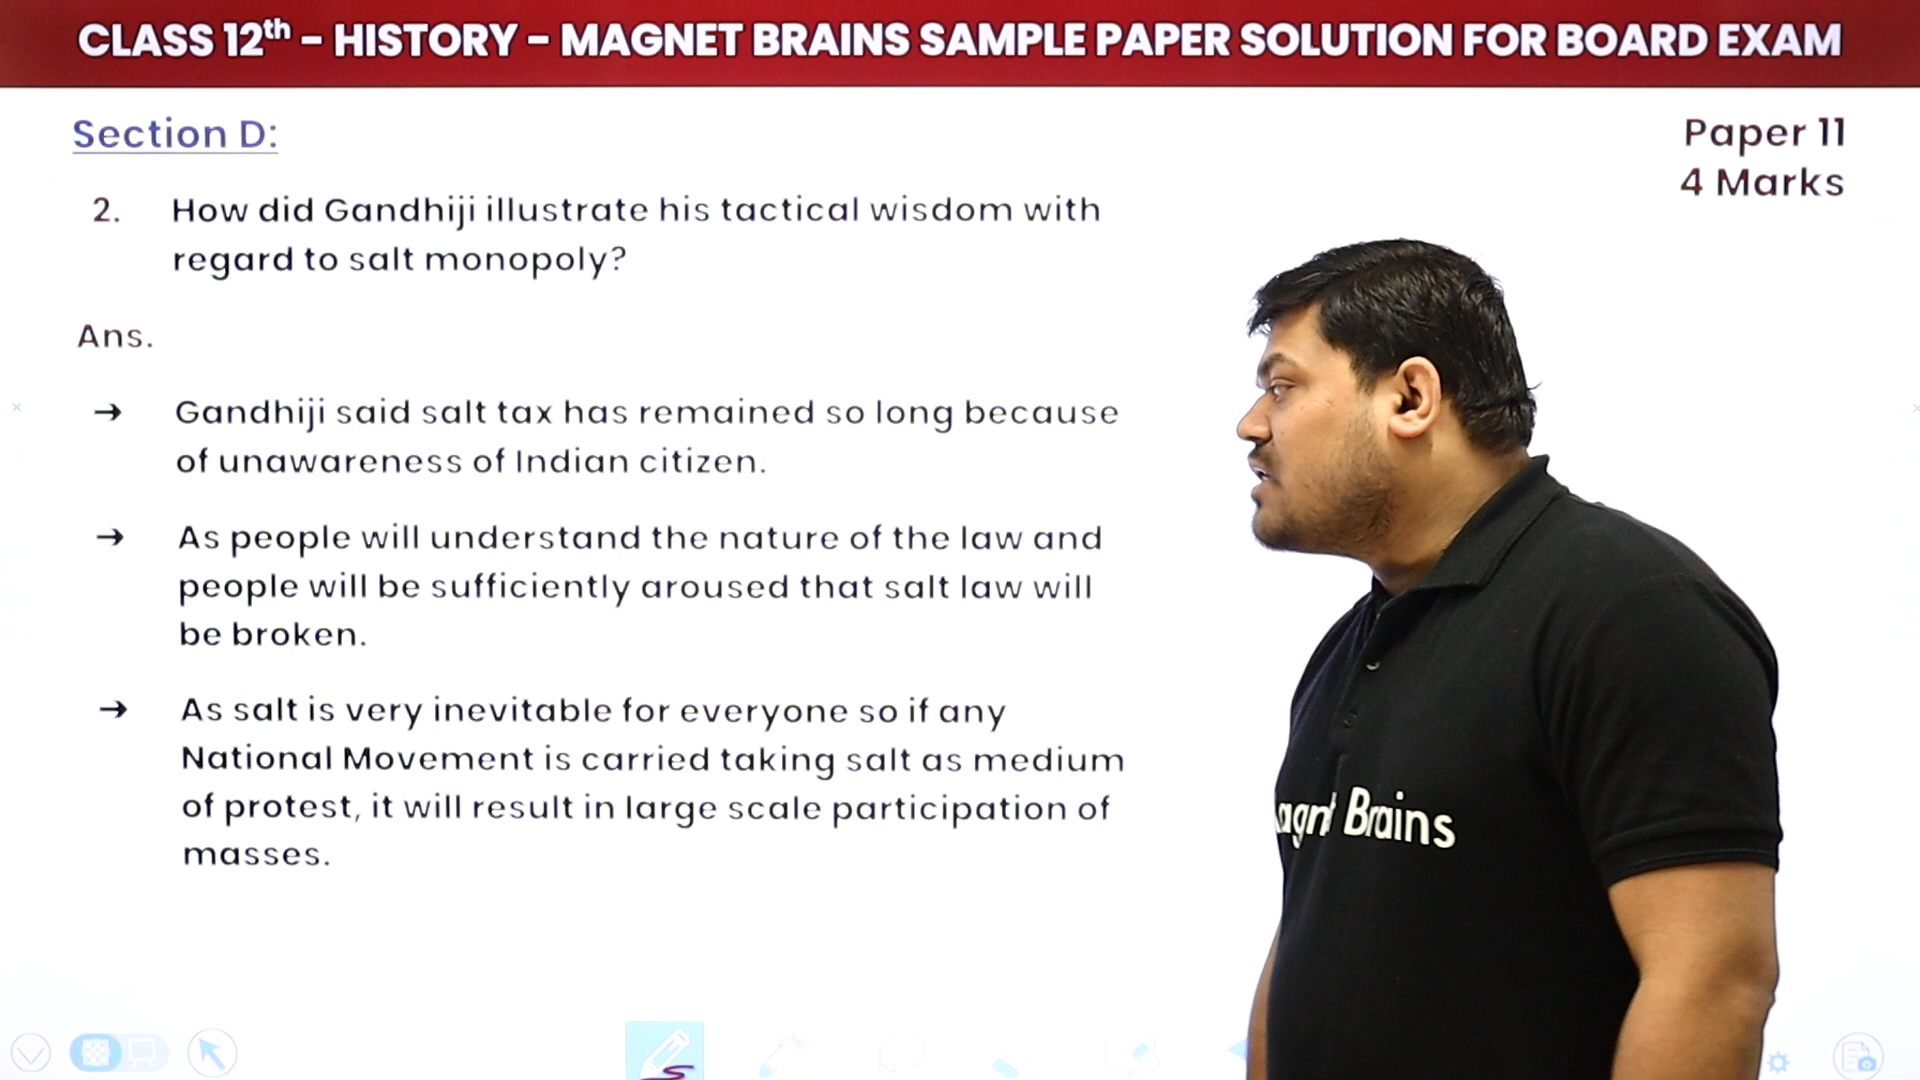 CLASS 12th – HISTORY – MAGNET BRAINS SAMPLE PAPER SOLUTION FOR BOARD EXAM
Section D:
Paper 11
4 Marks
2. How did Gandhiji illustrate his tactical wisdom with
regard to salt monopoly?
Ans.
→ Gandhiji said salt tax has remained so long because
of unawareness of Indian citizen.
→ As people will understand the nature of the law and
people will be sufficiently aroused that salt law will
be broken.
→ As salt is very inevitable for everyone so if any
National Movement is carried taking salt as medium
of protest, it will result in large scale participation of
masses.
Brains